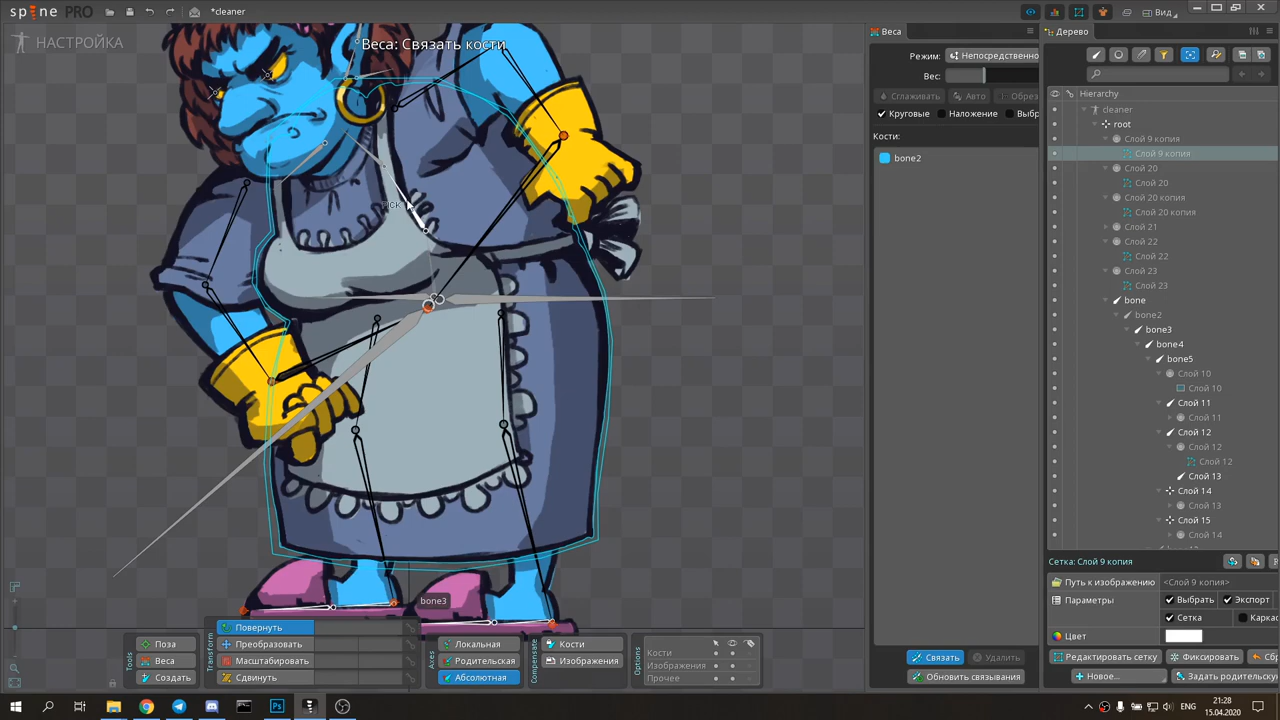 spine PRO
*cleaner
Вид
НАСТРОЙКА
Веса: Связать кости
PICK
bone3
Веса
Режим:
Непосредственно
Вес:
Сглаживать
Авто
Обрез
Круговые
Наложение
Выбр
Кости:
bone2
Связать
Удалить
Обновить связывания
Дерево
Hierarchy
cleaner
root
Слой 9 копия
Слой 9 копия
Слой 20
Слой 20
Слой 20 копия
Слой 20 копия
Слой 21
Слой 22
Слой 22
Слой 23
Слой 23
bone
bone2
bone3
bone4
bone5
Слой 10
Слой 10
Слой 11
Слой 11
Слой 12
Слой 12
Слой 12
Слой 13
Слой 14
Слой 13
Слой 15
Слой 14
Сетка: Слой 9 копия
Путь к изображению
<Слой 9 копия>
Параметры
Выбрать
Экспорт
Сетка
Каркас
Цвет
Редактировать сетку
Фиксировать
Сбр
Новое...
Задать родительскую
Tools
Поза
Веса
Создать
Transform
Повернуть
Преобразовать
Масштабировать
Сдвинуть
Axes
Локальная
Родительская
Абсолютная
Compensate
Кости
Изображения
Options
Кости
Изображения
Прочее
РУС
21:28
15.04.2020